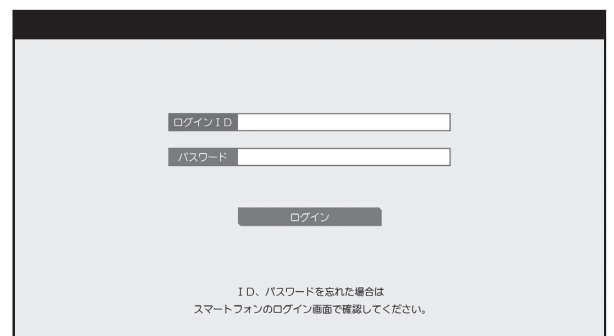 ログインＩＤ
パスワード
ログイン
ＩＤ、パスワードを忘れた場合は
スマートフォンのログイン画面で確認してください。